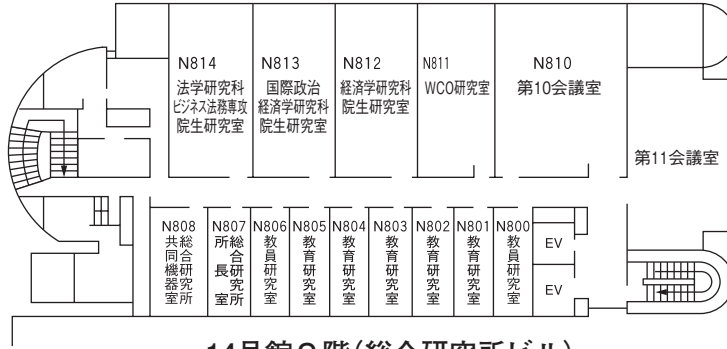 N814
法学研究科
ビジネス法務専攻
院生研究室
N813
国際政治
経済学研究科
院生研究室
N812
経済学研究科
院生研究室
N811
WCO研究室
N810
第10会議室
第11会議室
N808
総合研究所
共同機器室
N807
総合研究所
所長室
N806
教員研究室
N805
教育研究室
N804
教育研究室
N803
教育研究室
N802
教育研究室
N801
教育研究室
N800
教員研究室
EV
EV